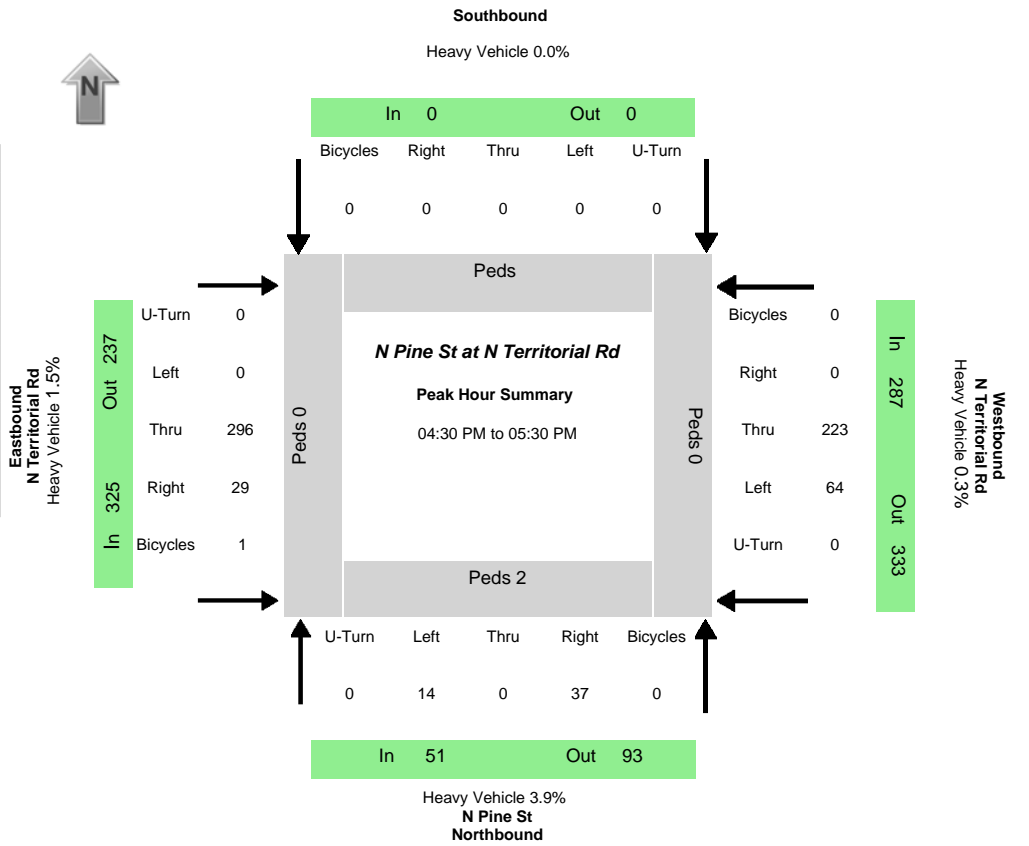 Southbound
Heavy Vehicle 0.0%
N
In 0 Out 0
Bicycles Right Thru Left U-Turn
0 0 0 0 0
Peds
Eastbound
N Territorial Rd
Heavy Vehicle 1.5%
In 325 Out 237
U-Turn 0
Left 0
Thru 296
Right 29
Bicycles 1
Peds 0
N Pine St at N Territorial Rd
Peak Hour Summary
04:30 PM to 05:30 PM
Peds 0
Bicycles 0
Right 0
Thru 223
Left 64
U-Turn 0
In 287 Out 333
Westbound
N Territorial Rd
Heavy Vehicle 0.3%
Peds 2
U-Turn Left Thru Right Bicycles
0 14 0 37 0
In 51 Out 93
Heavy Vehicle 3.9%
N Pine St
Northbound